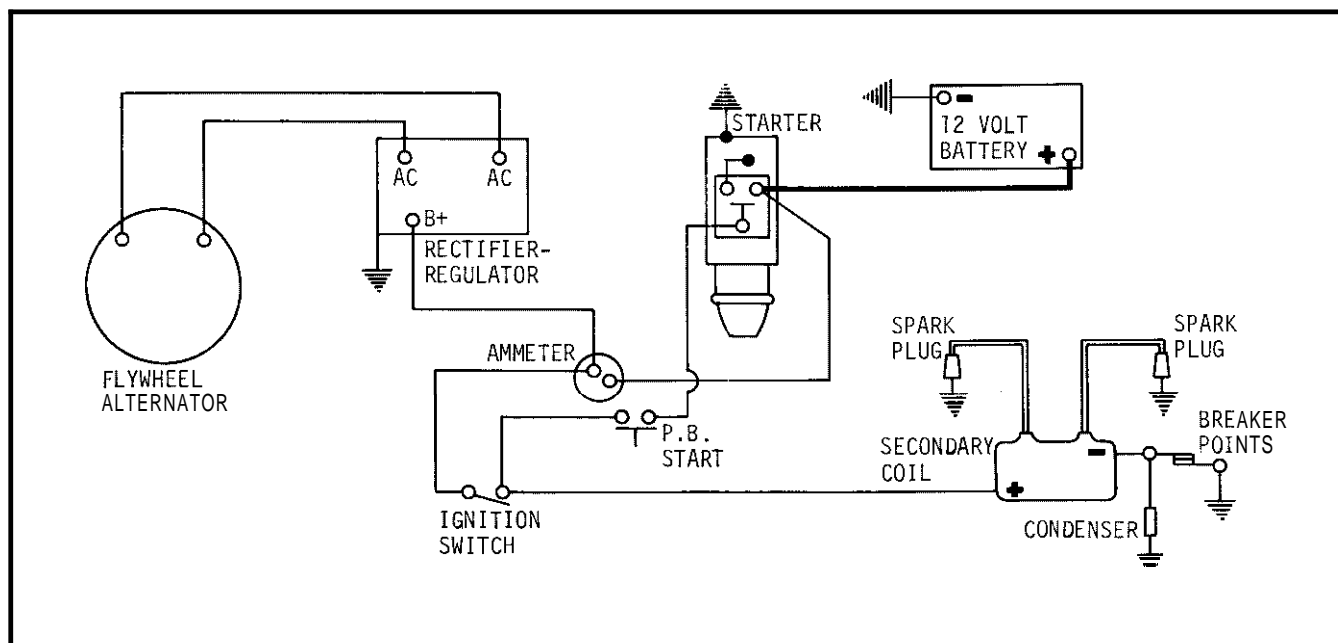 STARTER
12 VOLT
BATTERY
-
+
AC
AC
B+
RECTIFIER-
REGULATOR
FLYWHEEL
ALTERNATOR
AMMETER
P.B.
START
IGNITION
SWITCH
SPARK
PLUG
SPARK
PLUG
BREAKER
POINTS
SECONDARY
COIL
-
+
CONDENSER